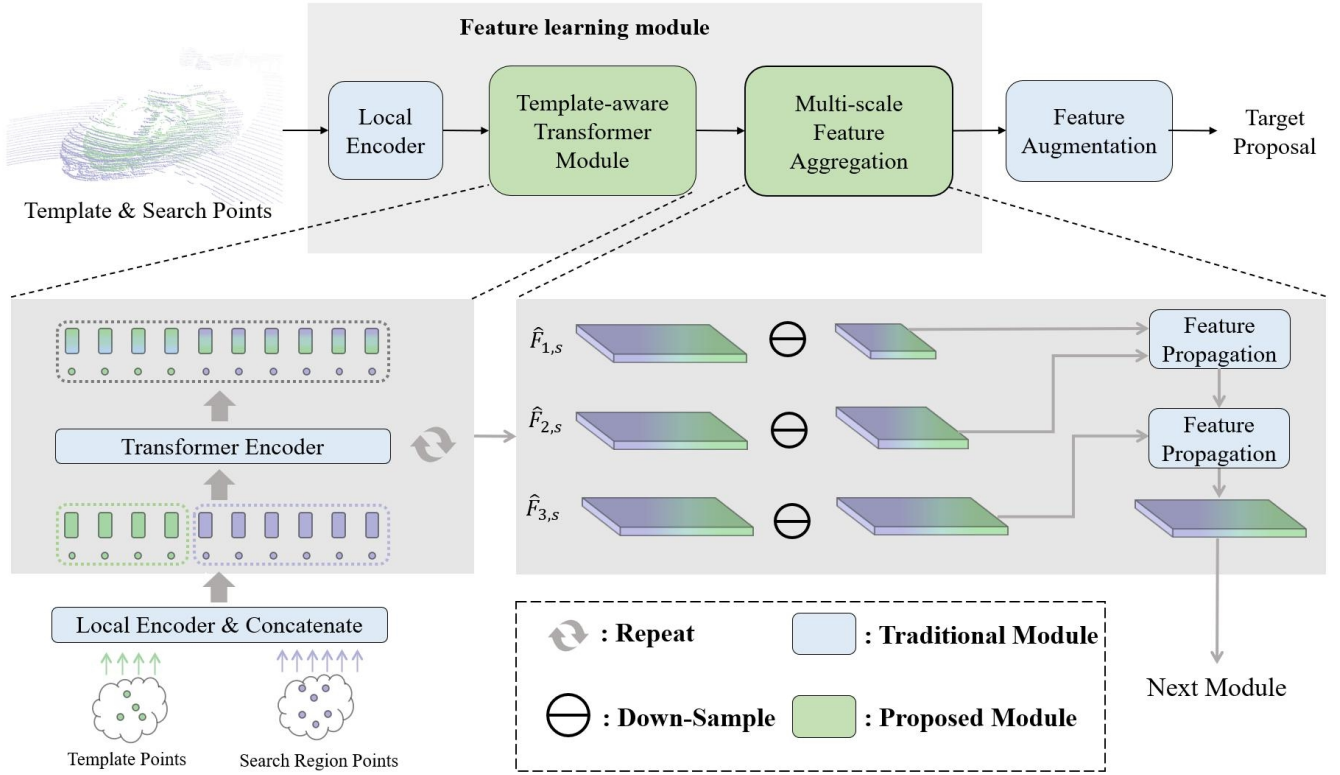 Feature learning module
Local
Encoder
Template-aware
Transformer
Module
Multi-scale
Feature
Aggregation
Feature
Augmentation
Target
Proposal
Template & Search Points
F̂1,s
F̂2,s
F̂3,s
Feature
Propagation
Feature
Propagation
Transformer Encoder
Local Encoder & Concatenate
Template Points
Search Region Points
: Repeat
: Traditional Module
: Down-Sample
: Proposed Module
Next Module